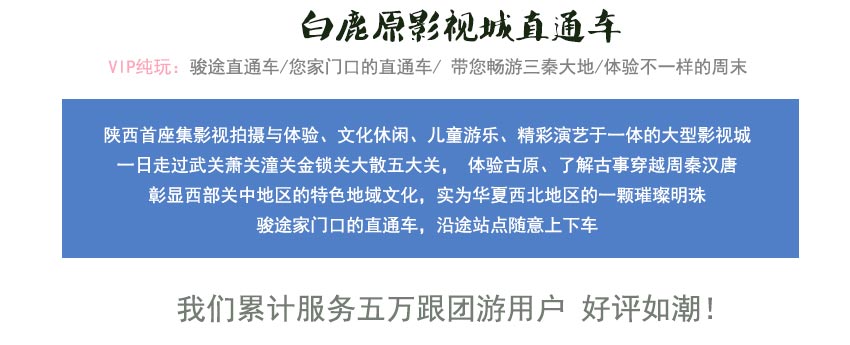 白鹿原影视城直通车
VIP纯玩：骏途直通车/您家门口的直通车/ 带您畅游三秦大地/体验不一样的周末
陕西首座集影视拍摄与体验、文化休闲、儿童游乐、精彩演艺于一体的大型影视城
一日走过武关萧关潼关金锁关大散五大关， 体验古原、了解古事穿越周秦汉唐
彰显西部关中地区的特色地域文化，实为华夏西北地区的一颗璀璨明珠
骏途家门口的直通车，沿途站点随意上下车
我们累计服务五万跟团游用户 好评如潮！